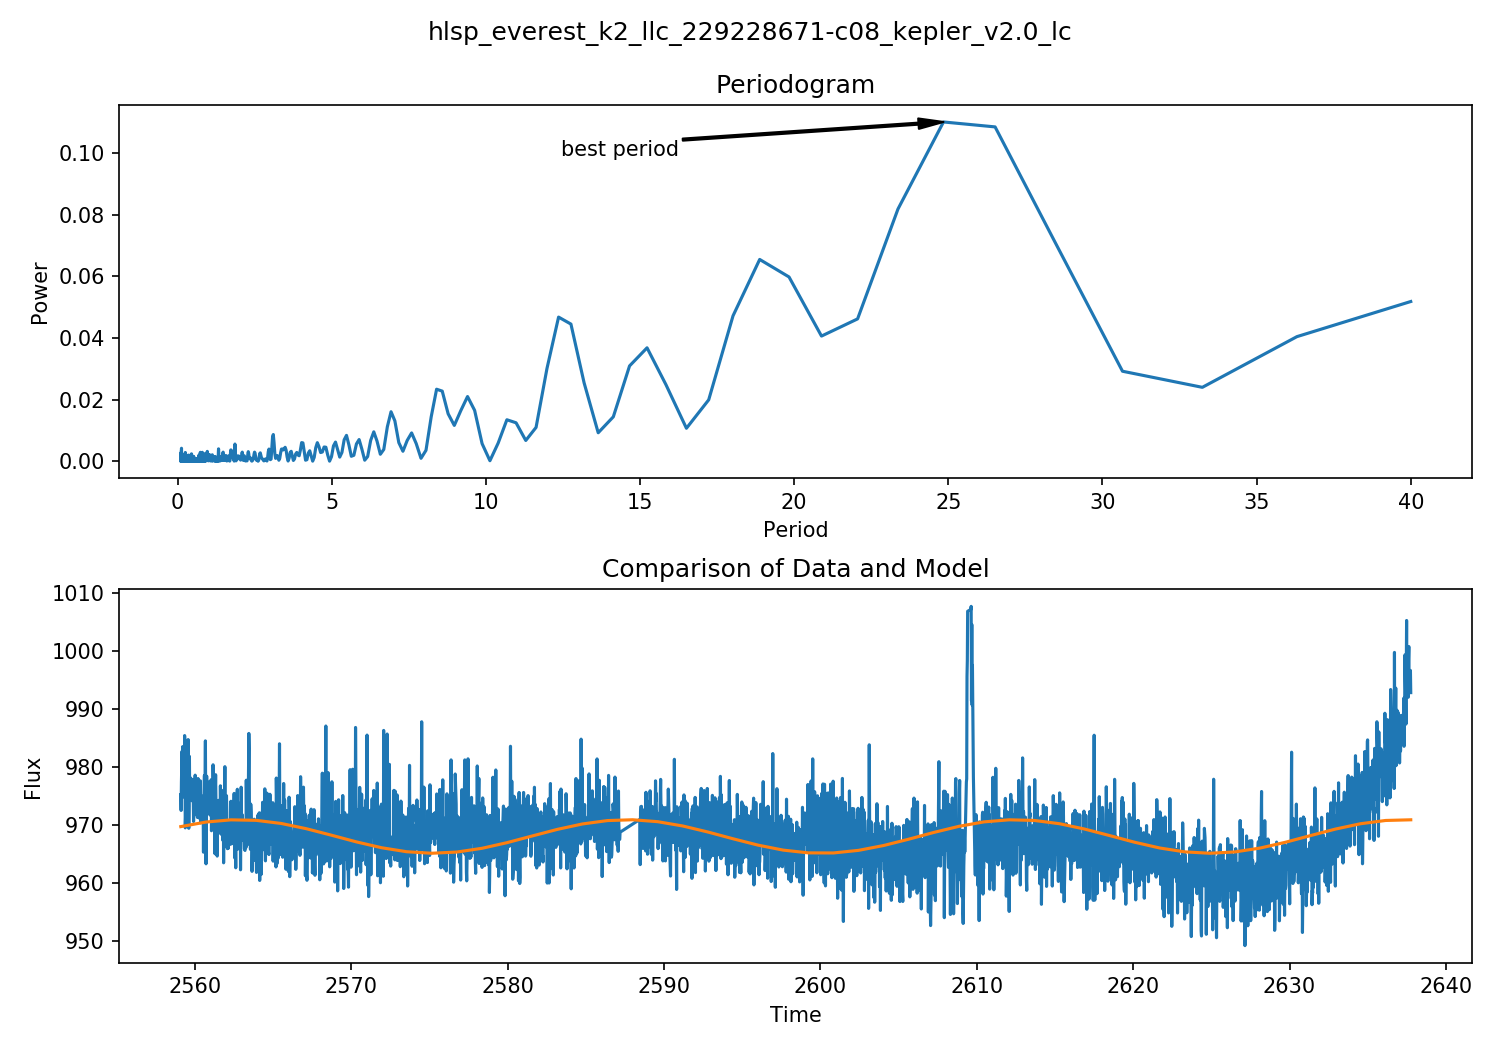 hlsp_everest_k2_llc_229228671-c08_kepler_v2.0_lc
Periodogram
best period
Power
0.10
0.08
0.06
0.04
0.02
0.00
0 5 10 15 20 25 30 35 40
Period
Comparison of Data and Model
Flux
1010
1000
990
980
970
960
950
2560 2570 2580 2590 2600 2610 2620 2630 2640
Time